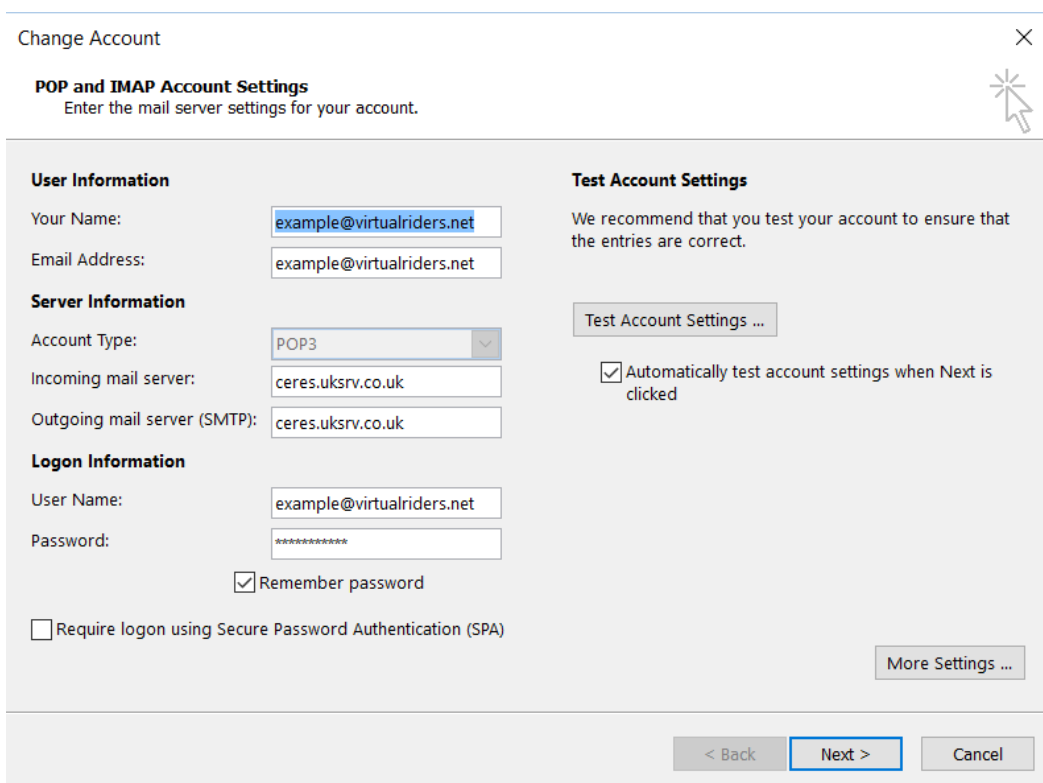 Change Account
POP and IMAP Account Settings
Enter the mail server settings for your account.
User Information
Your Name: example@virtualriders.net
Email Address: example@virtualriders.net
Server Information
Account Type: POP3
Incoming mail server: ceres.uksrv.co.uk
Outgoing mail server (SMTP): ceres.uksrv.co.uk
Logon Information
User Name: example@virtualriders.net
Password: ***********
Remember password
Require logon using Secure Password Authentication (SPA)
Test Account Settings
We recommend that you test your account to ensure that
the entries are correct.
Test Account Settings ...
Automatically test account settings when Next is
clicked
More Settings ...
< Back
Next >
Cancel